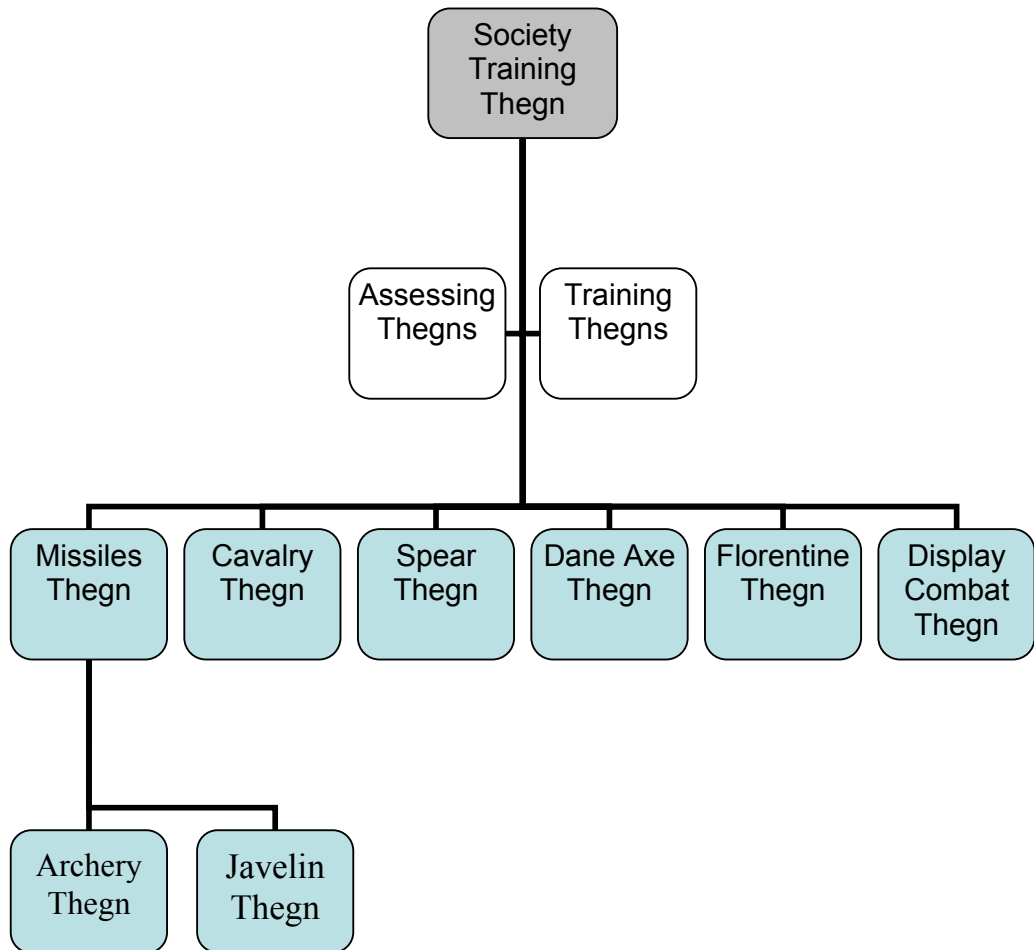 Society
Training
Thegn
Assessing
Thegns
Training
Thegns
Missiles
Thegn
Cavalry
Thegn
Spear
Thegn
Dane Axe
Thegn
Florentine
Thegn
Display
Combat
Thegn
Archery
Thegn
Javelin
Thegn